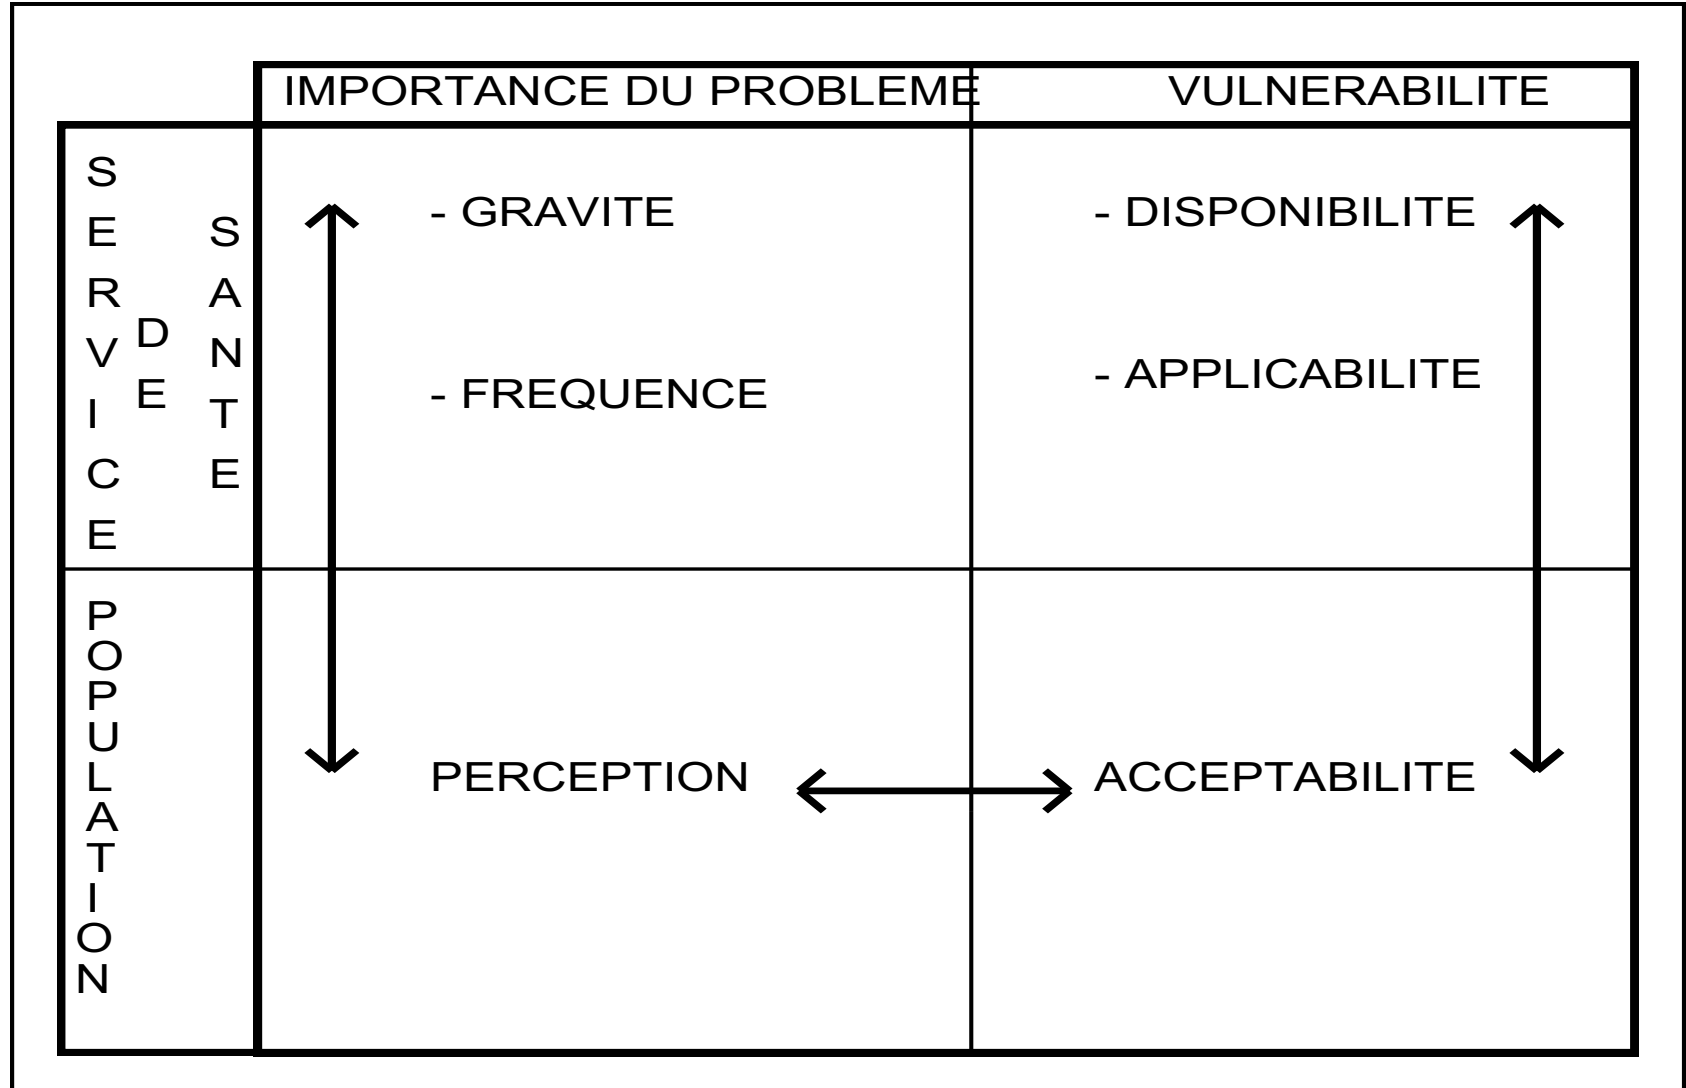 IMPORTANCE DU PROBLEME VULNERABILITE
SERVICE DE SANTE
- GRAVITE
- FREQUENCE
- DISPONIBILITE
- APPLICABILITE
POPULATION
PERCEPTION
ACCEPTABILITE